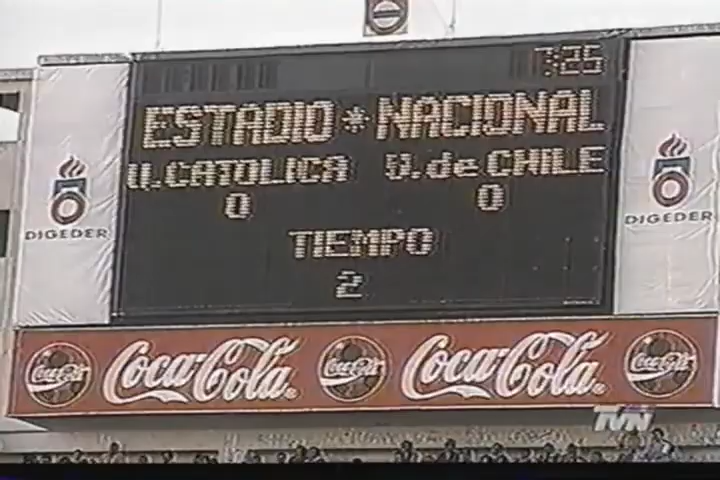 7:25
ESTADIO * NACIONAL
U.CATOLICA U.de CHILE
0 0
TIEMPO
2
DIGEDER
DIGEDER
Coca-Cola Coca-Cola Coca-Cola Coca-Cola Coca-Cola
TVN